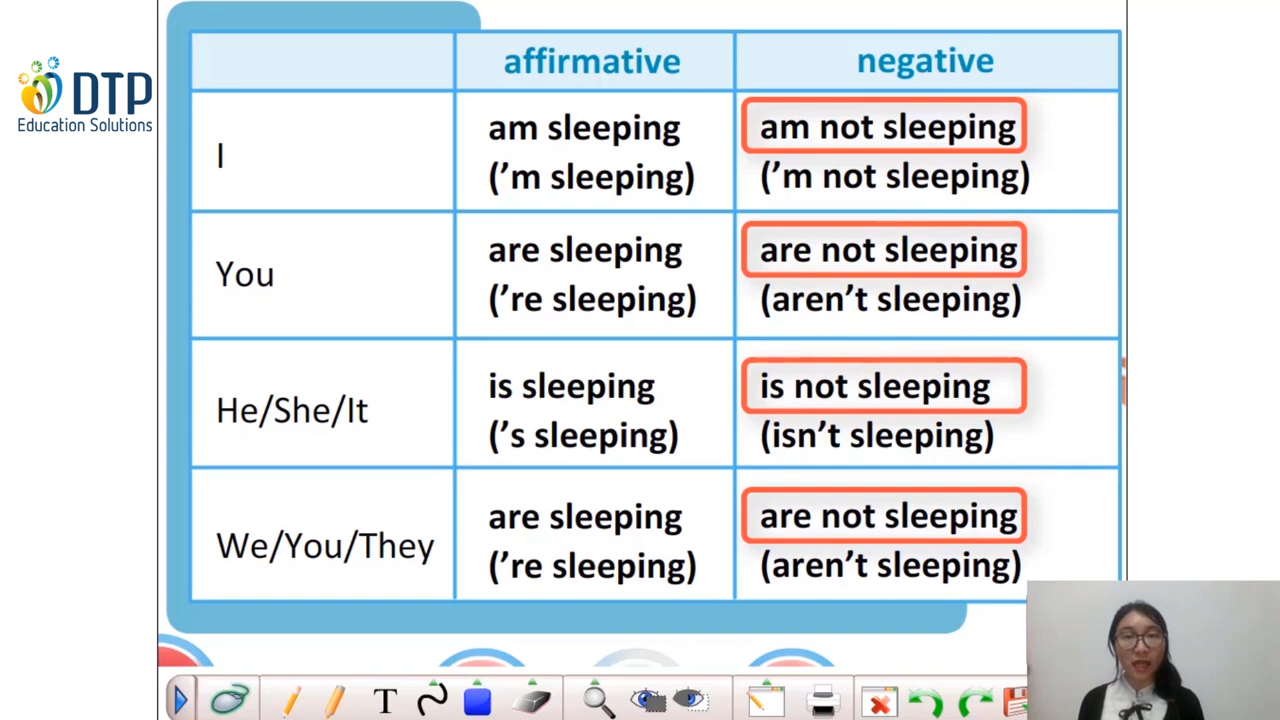 DTP
Education Solutions
affirmative
negative
I
am sleeping
(’m sleeping)
am not sleeping
(’m not sleeping)
You
are sleeping
(’re sleeping)
are not sleeping
(aren’t sleeping)
He/She/It
is sleeping
(’s sleeping)
is not sleeping
(isn’t sleeping)
We/You/They
are sleeping
(’re sleeping)
are not sleeping
(aren’t sleeping)
T